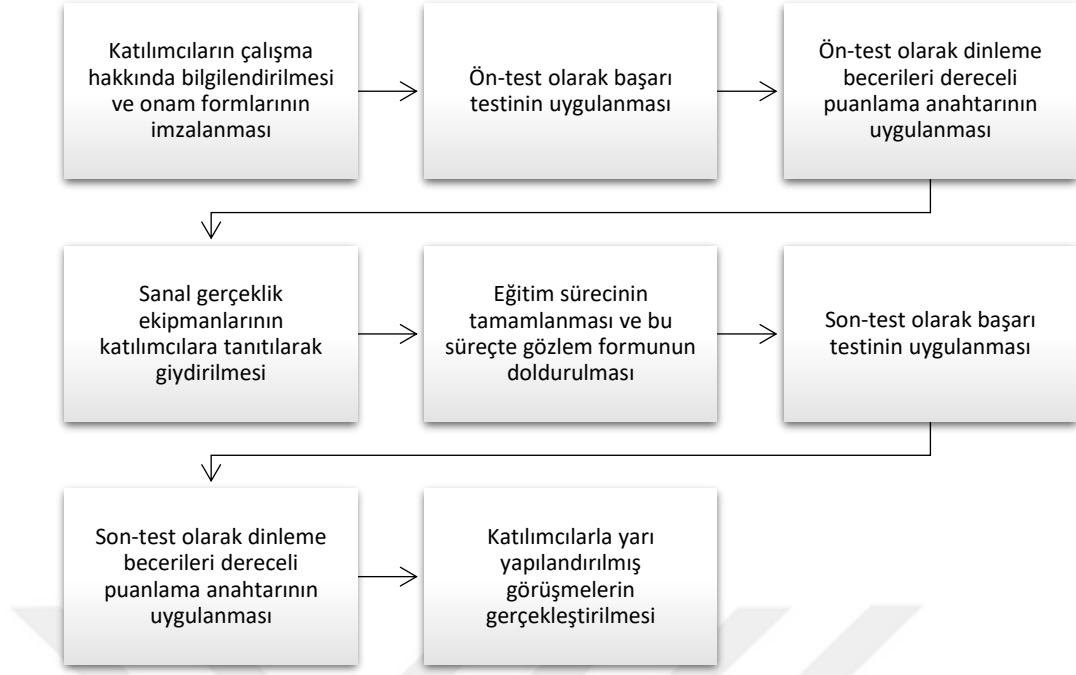 Katılımcıların çalışma
hakkında bilgilendirilmesi
ve onam formlarının
imzalanması
Ön-test olarak başarı
testinin uygulanması
Ön-test olarak dinleme
becerileri dereceli
puanlama anahtarının
uygulanması
Sanal gerçeklik
ekipmanlarının
katılımcılara tanıtılarak
giydirilmesi
Eğitim sürecinin
tamamlanması ve bu
süreçte gözlem formunun
doldurulması
Son-test olarak başarı
testinin uygulanması
Son-test olarak dinleme
becerileri dereceli
puanlama anahtarının
uygulanması
Katılımcılarla yarı
yapılandırılmış
görüşmelerin
gerçekleştirilmesi